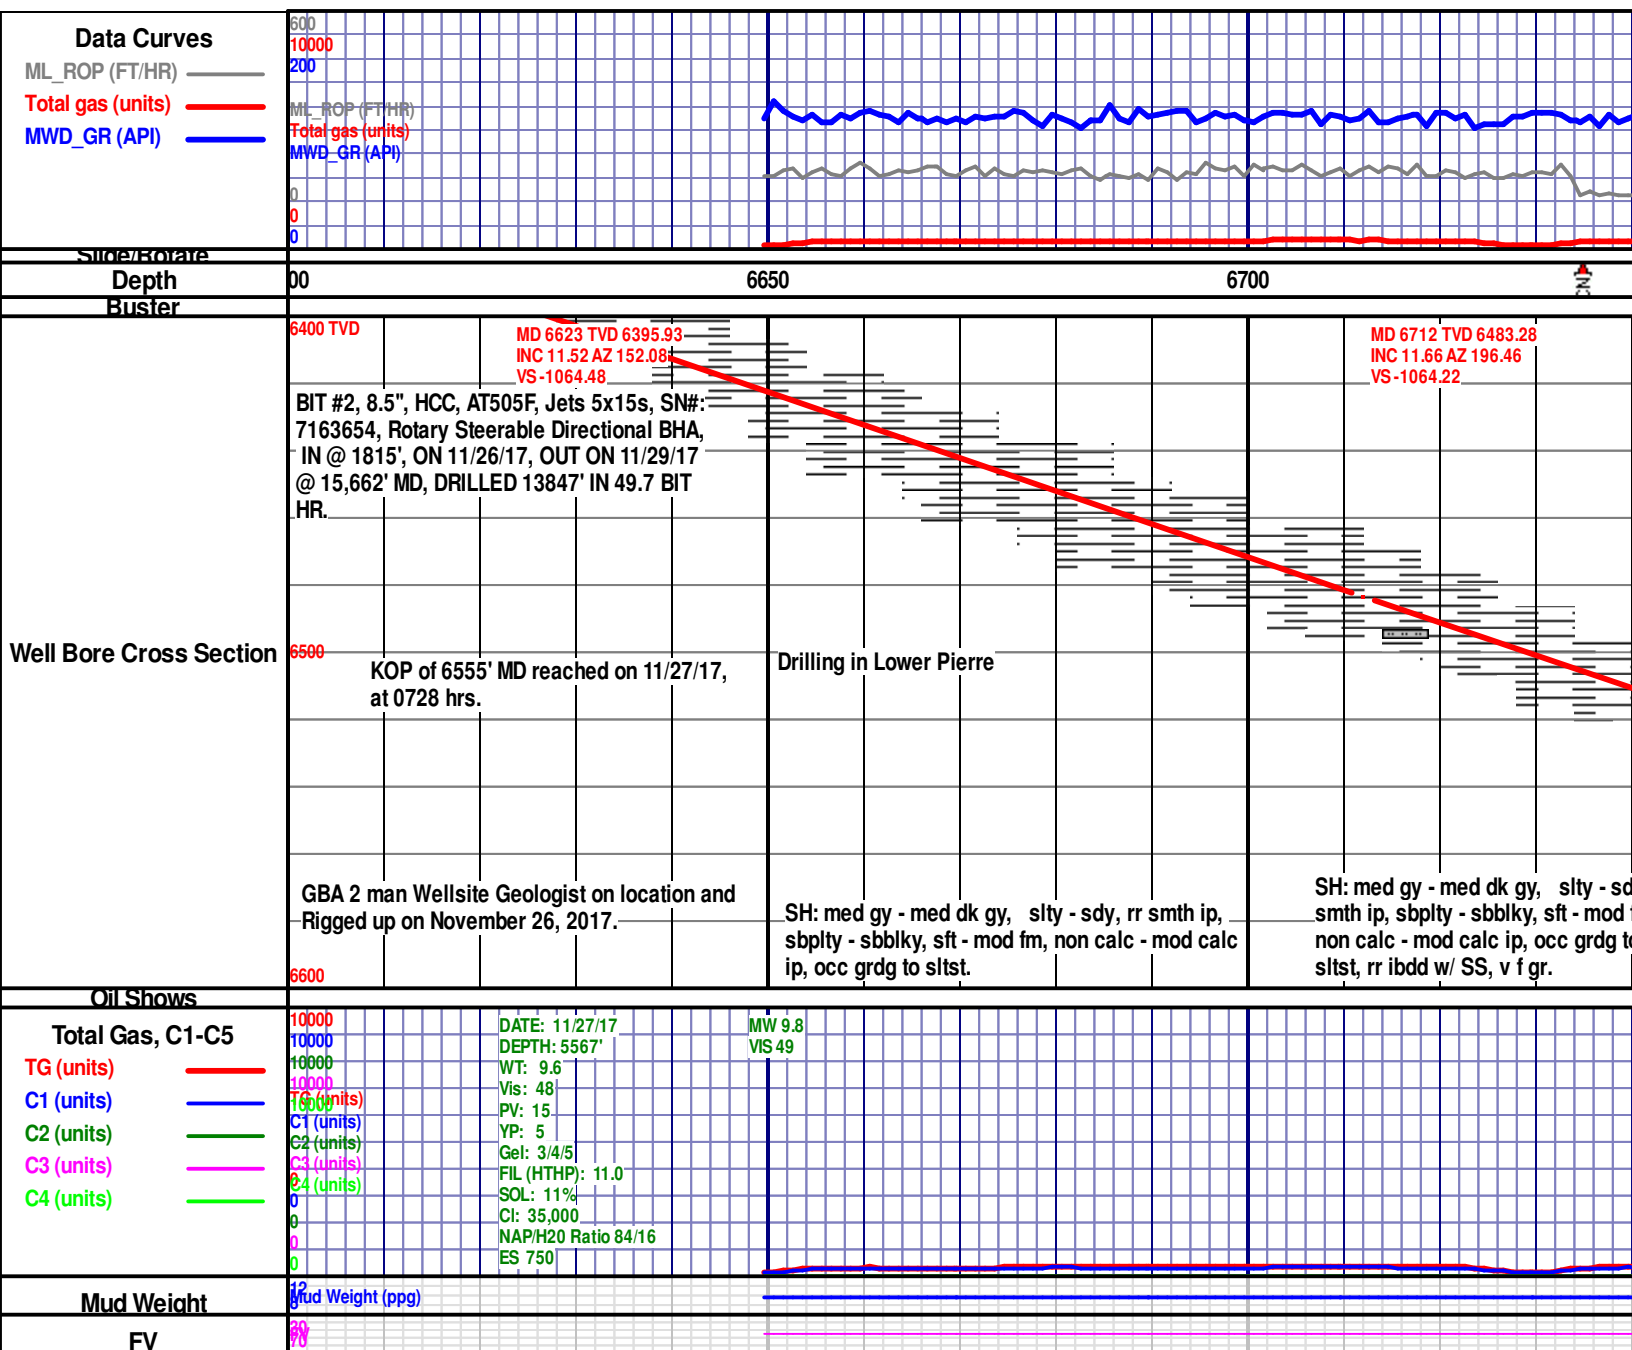 Data Curves
ML_ROP (FT/HR)
Total gas (units)
MWD_GR (API)
600
10000
200
ML_ROP (FT/HR)
Total gas (units)
MWD_GR (API)
0
0
0
Slide/Rotate
Depth
00
6650
6700
CN
Buster
Well Bore Cross Section
6400 TVD
MD 6623 TVD 6395.93
INC 11.52 AZ 152.08
VS -1064.48
MD 6712 TVD 6483.28
INC 11.66 AZ 196.46
VS -1064.22
BIT #2, 8.5", HCC, AT505F, Jets 5x15s, SN#:
7163654, Rotary Steerable Directional BHA,
IN @ 1815', ON 11/26/17, OUT ON 11/29/17
@ 15,662' MD, DRILLED 13847' IN 49.7 BIT
HR.
6500
KOP of 6555' MD reached on 11/27/17,
at 0728 hrs.
Drilling in Lower Pierre
GBA 2 man Wellsite Geologist on location and
Rigged up on November 26, 2017.
SH: med gy - med dk gy, slty - sdy, rr smth ip,
sbplty - sbblky, sft - mod fm, non calc - mod calc
ip, occ grdg to sltst.
SH: med gy - med dk gy, slty - sd
smth ip, sbplty - sbblky, sft - mod
non calc - mod calc ip, occ grdg to
sltst, rr ibdd w/ SS, v f gr.
6600
Oil Shows
Total Gas, C1-C5
TG (units)
C1 (units)
C2 (units)
C3 (units)
C4 (units)
10000
10000
10000
10000
10000
TG (units)
C1 (units)
C2 (units)
C3 (units)
C4 (units)
0
0
0
0
0
DATE: 11/27/17
DEPTH: 5567'
WT: 9.6
Vis: 48
PV: 15
YP: 5
Gel: 3/4/5
FIL (HTHP): 11.0
SOL: 11%
Cl: 35,000
NAP/H20 Ratio 84/16
ES 750
MW 9.8
VIS 49
Mud Weight
12
Mud Weight (ppg)
8
FV
30
FV
70